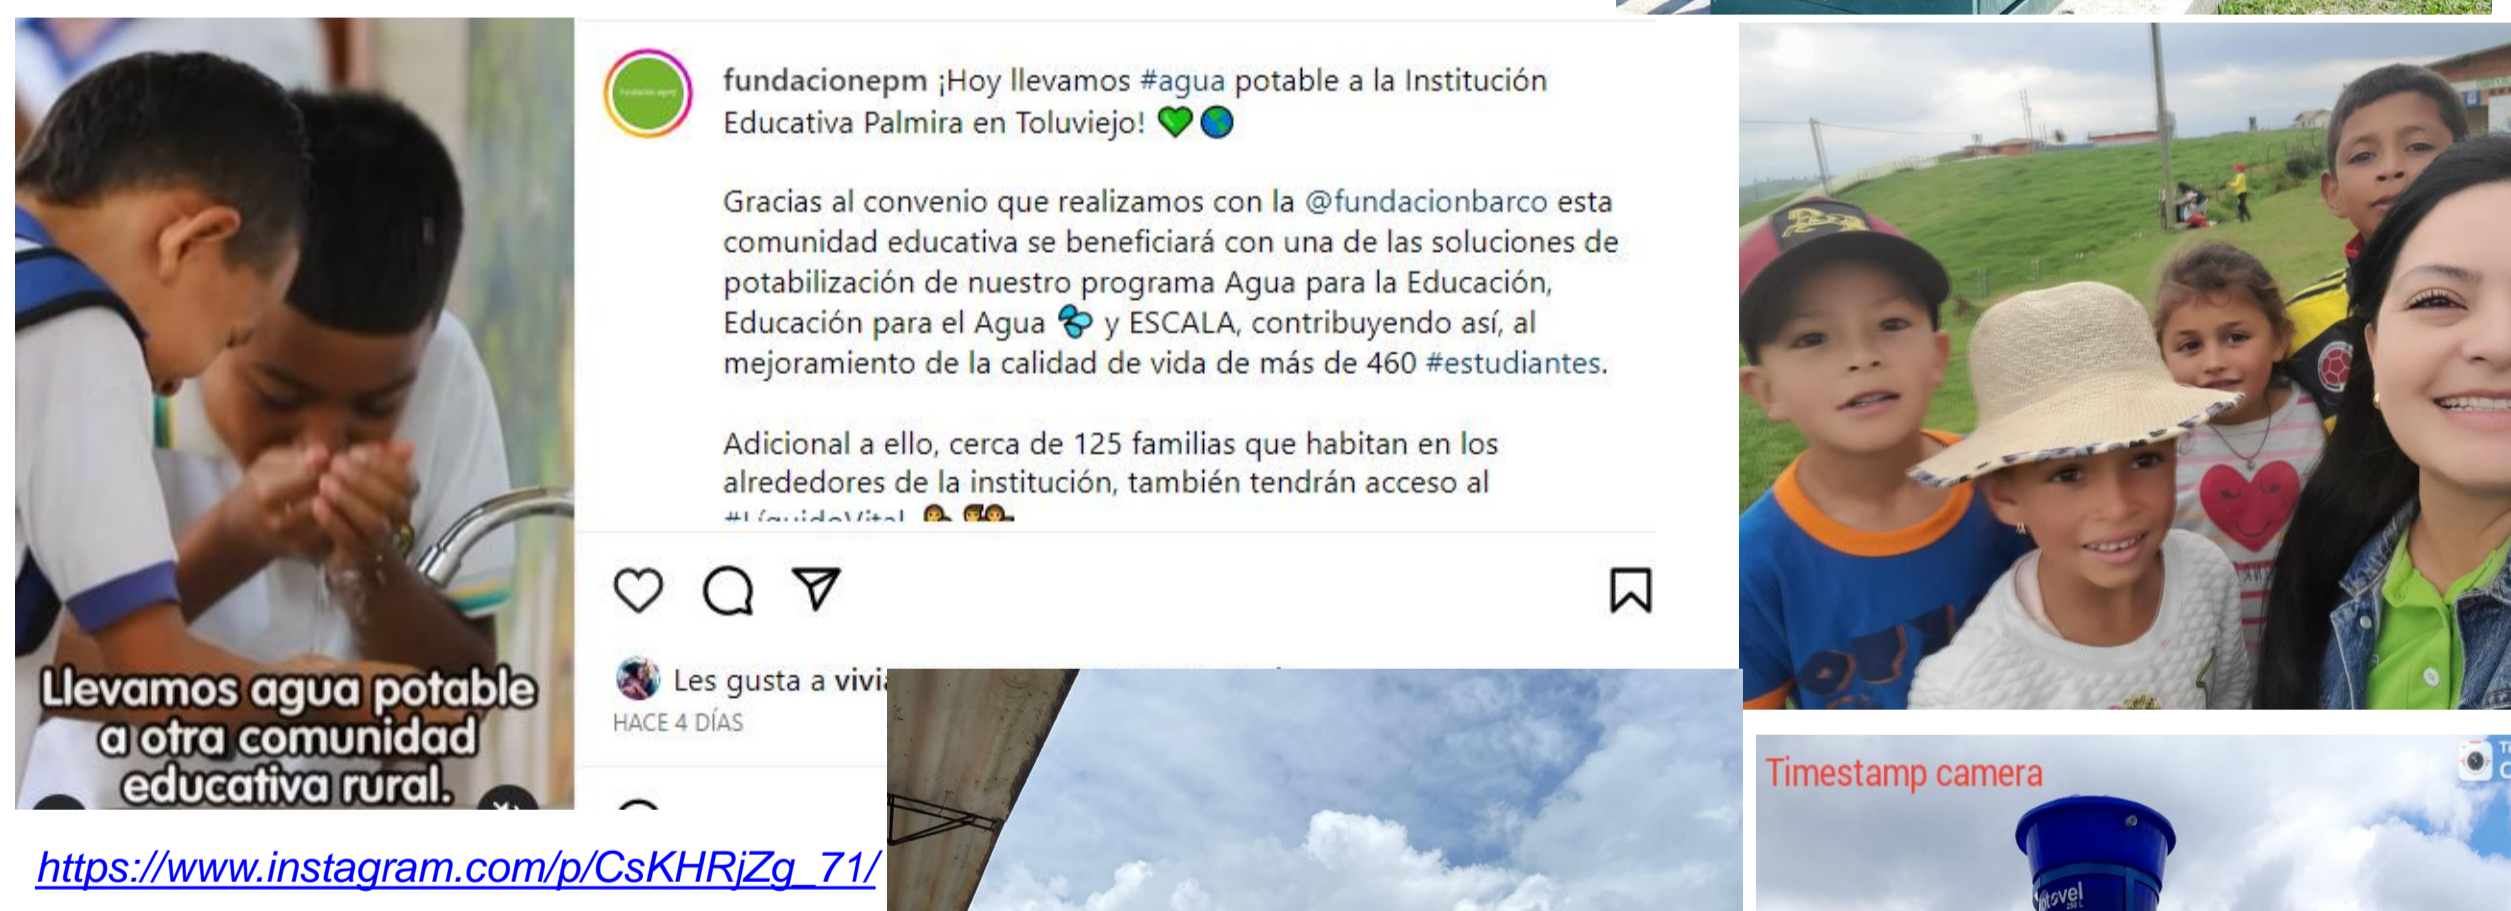 fundacionepm ¡Hoy llevamos #agua potable a la Institución
Educativa Palmira en Toluviejo! 💚🌎
Gracias al convenio que realizamos con la @fundacionbarco esta
comunidad educativa se beneficiará con una de las soluciones de
potabilización de nuestro programa Agua para la Educación,
Educación para el Agua 💦 y ESCALA, contribuyendo así, al
mejoramiento de la calidad de vida de más de 460 #estudiantes.
Adicional a ello, cerca de 125 familias que habitan en los
alrededores de la institución, también tendrán acceso al
#LíquidoVital
Les gusta a
HACE 4 DÍAS
Llevamos agua potable
a otra comunidad
educativa rural.
https://www.instagram.com/p/CsKHRjZg_71/
Timestamp camera